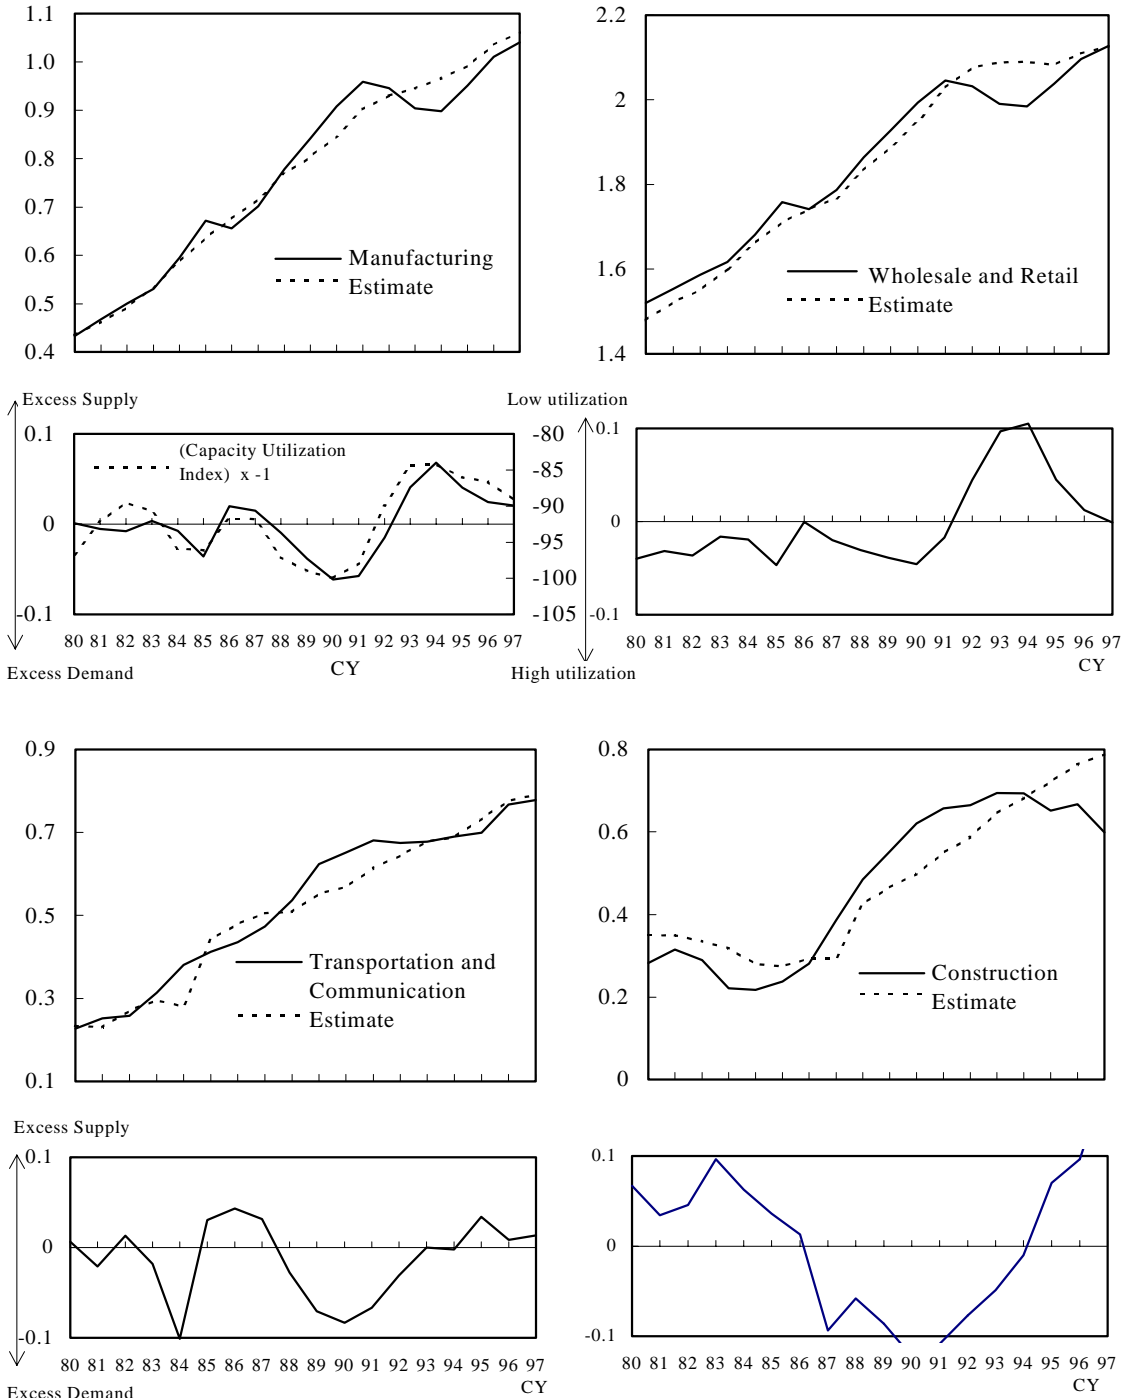 1.1
1.0
0.9
0.8
0.7
0.6
0.5
0.4
Manufacturing
Estimate
2.2
2
1.8
1.6
1.4
Wholesale and Retail
Estimate
Excess Supply
Low utilization
0.1
0
-0.1
(Capacity Utilization
Index) x -1
-80
-85
-90
-95
-100
-105
0.1
0
-0.1
80 81 82 83 84 85 86 87 88 89 90 91 92 93 94 95 96 97
CY
80 81 82 83 84 85 86 87 88 89 90 91 92 93 94 95 96 97
CY
Excess Demand
High utilization
0.9
0.7
0.5
0.3
0.1
Transportation and
Communication
Estimate
0.8
0.6
0.4
0.2
0
Construction
Estimate
Excess Supply
0.1
0
-0.1
80 81 82 83 84 85 86 87 88 89 90 91 92 93 94 95 96 97
CY
Excess Demand
0.1
0
-0.1
80 81 82 83 84 85 86 87 88 89 90 91 92 93 94 95 96 97
CY